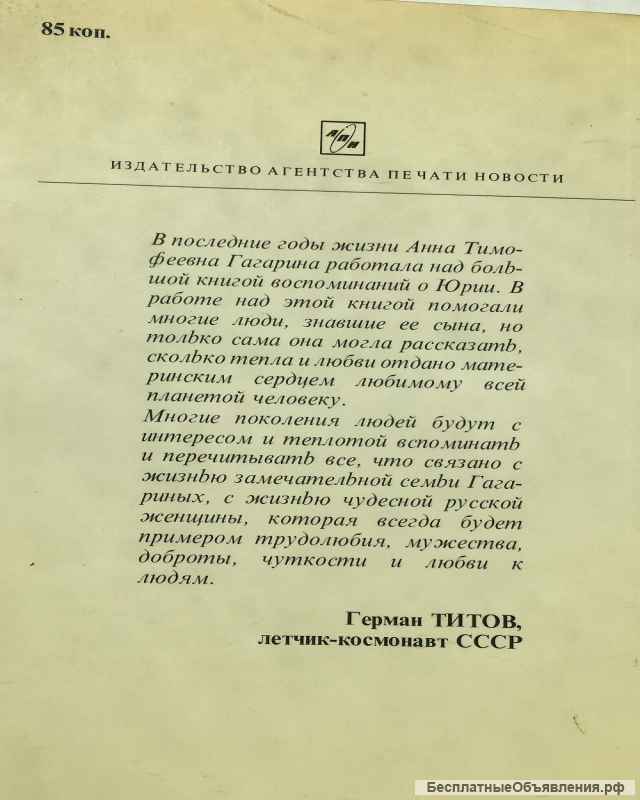 85 коп.
АПН
ИЗДАТЕЛЬСТВО АГЕНТСТВА ПЕЧАТИ НОВОСТИ
В последние годы жизни Анна Тимо-
феевна Гагарина работала над боль-
шой книгой воспоминаний о Юрии. В
работе над этой книгой помогали
многие люди, знавшие ее сына, но
только сама она могла рассказать,
сколько тепла и любви отдано мате-
ринским сердцем любимому всей
планетой человеку.
Многие поколения людей будут с
интересом и теплотой вспоминать
и перечитывать все, что связано с
жизнью замечательной семьи Гага-
риных, с жизнью чудесной русской
женщины, которая всегда будет
примером трудолюбия, мужества,
доброты, чуткости и любви к
людям.
Герман ТИТОВ,
летчик-космонавт СССР
БесплатныеОбъявления.рф